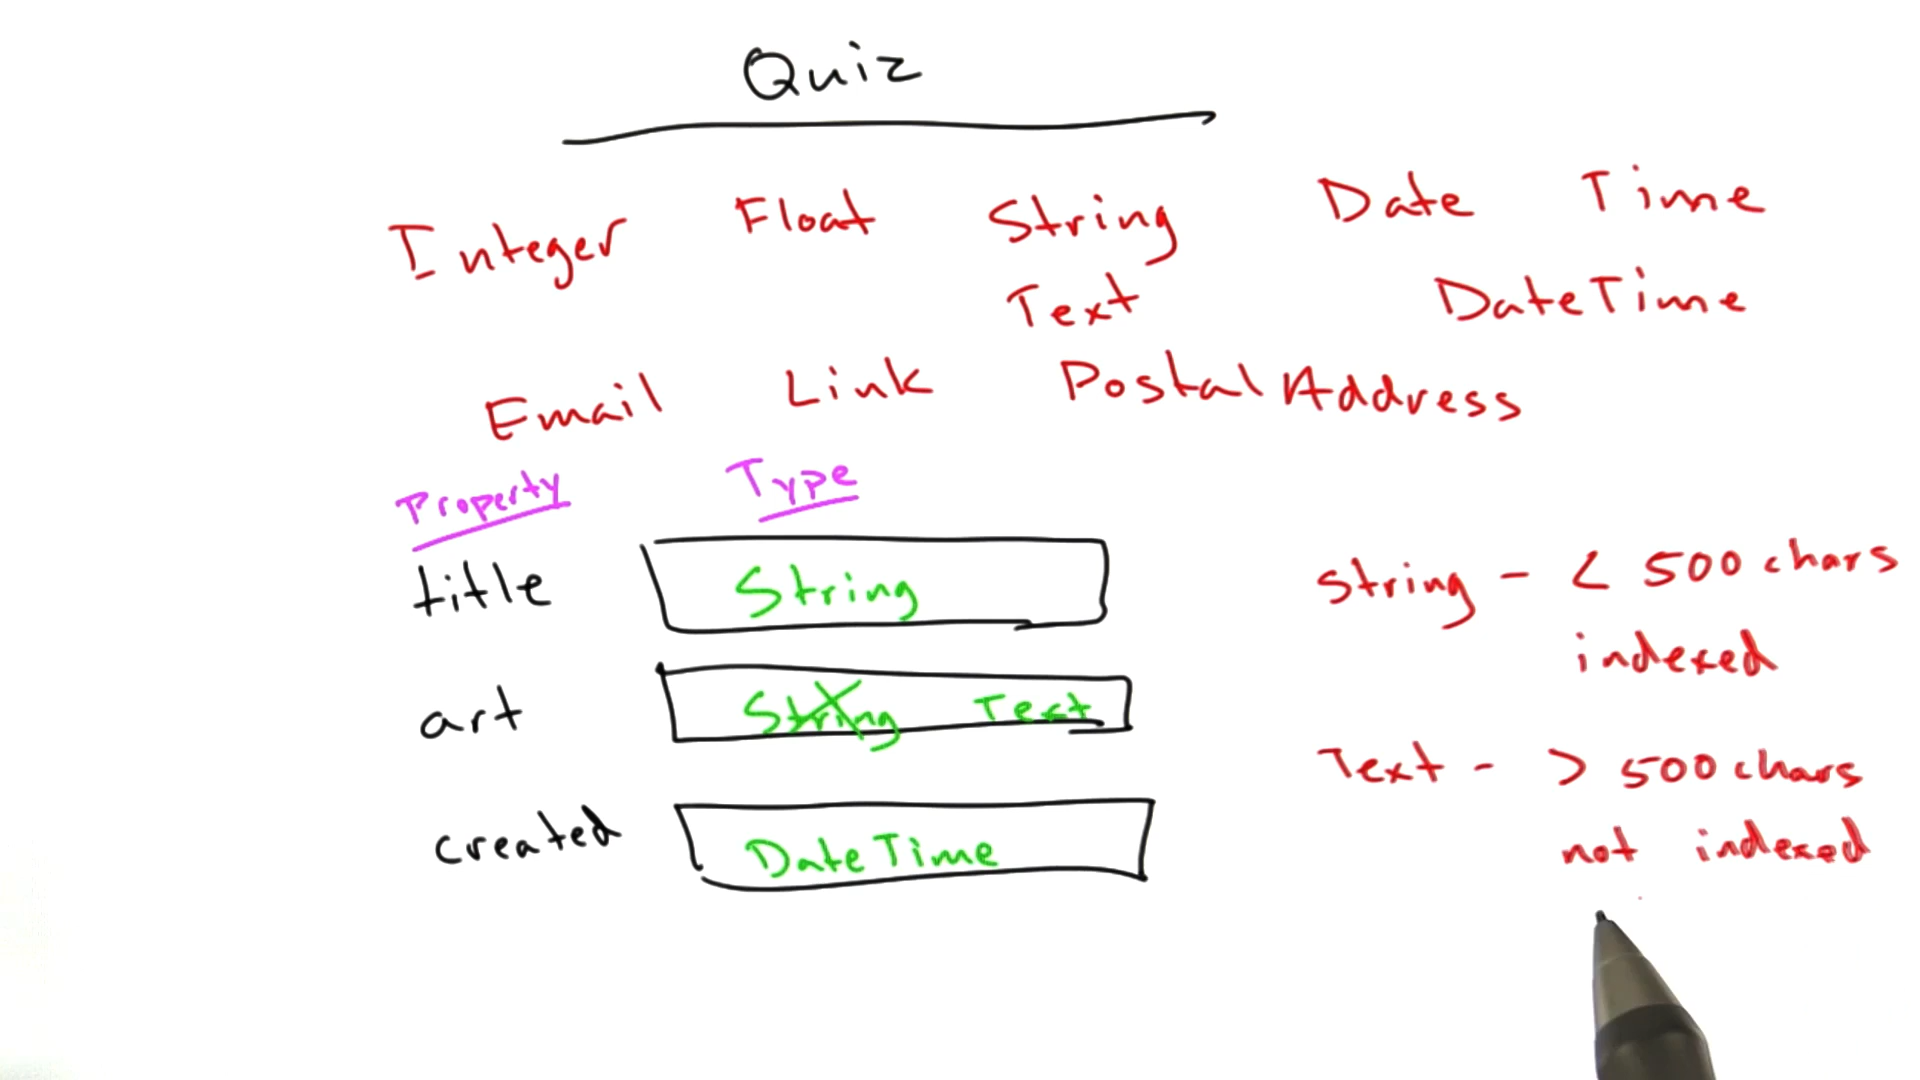 Quiz
Integer Float String Date Time
Text DateTime
Email Link PostalAddress
Property Type
title String
art String Text
created DateTime
string - < 500 chars
indexed
Text - > 500 chars
not indexed